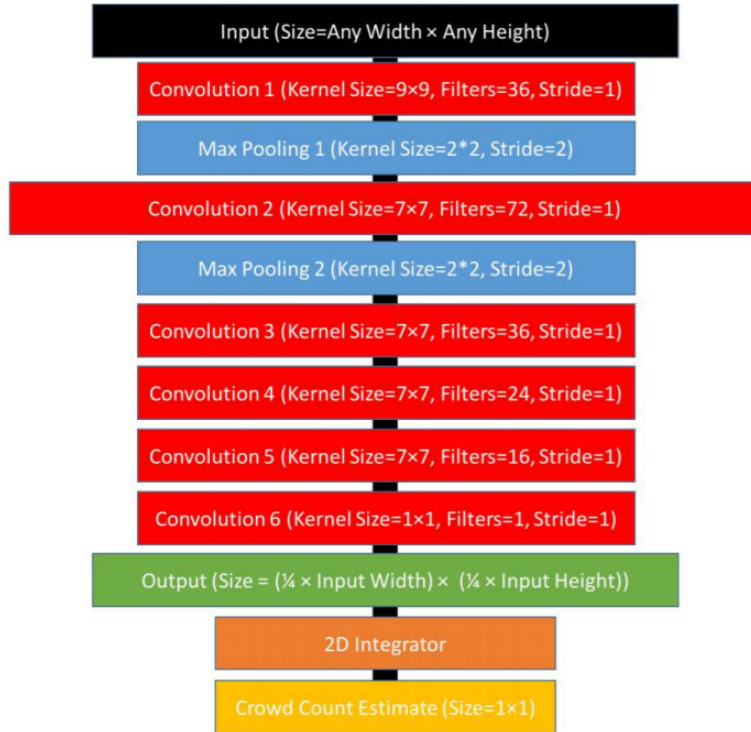 Input (Size=Any Width × Any Height)
Convolution 1 (Kernel Size=9×9, Filters=36, Stride=1)
Max Pooling 1 (Kernel Size=2*2, Stride=2)
Convolution 2 (Kernel Size=7×7, Filters=72, Stride=1)
Max Pooling 2 (Kernel Size=2*2, Stride=2)
Convolution 3 (Kernel Size=7×7, Filters=36, Stride=1)
Convolution 4 (Kernel Size=7×7, Filters=24, Stride=1)
Convolution 5 (Kernel Size=7×7, Filters=16, Stride=1)
Convolution 6 (Kernel Size=1×1, Filters=1, Stride=1)
Output (Size = (¼ × Input Width) × (¼ × Input Height))
2D Integrator
Crowd Count Estimate (Size=1×1)